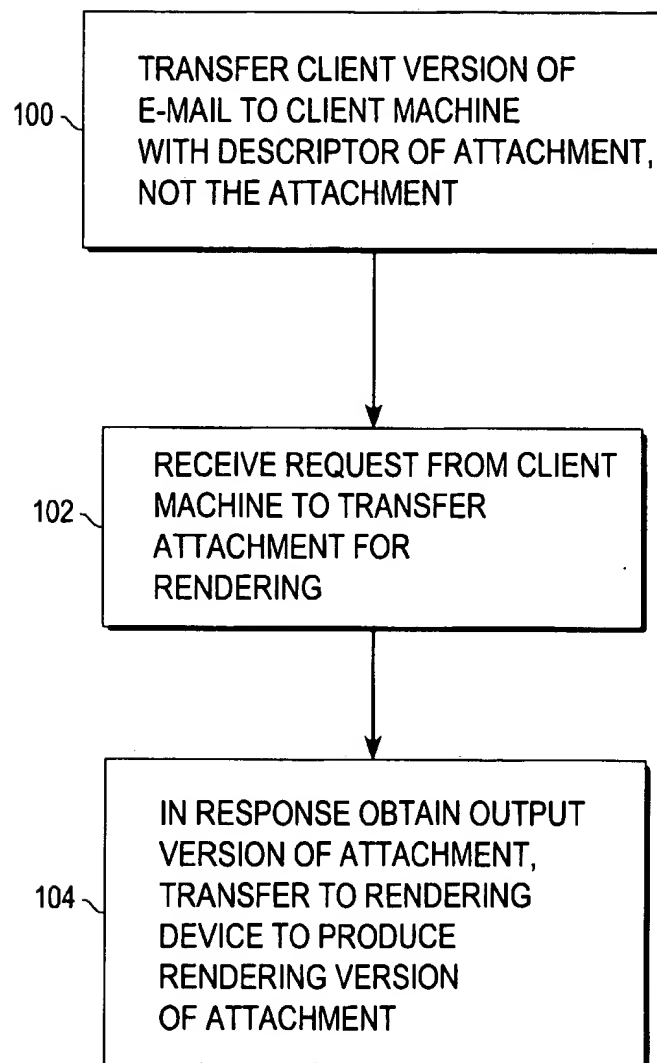 100
TRANSFER CLIENT VERSION OF
E-MAIL TO CLIENT MACHINE
WITH DESCRIPTOR OF ATTACHMENT,
NOT THE ATTACHMENT
102
RECEIVE REQUEST FROM CLIENT
MACHINE TO TRANSFER
ATTACHMENT FOR
RENDERING
104
IN RESPONSE OBTAIN OUTPUT
VERSION OF ATTACHMENT,
TRANSFER TO RENDERING
DEVICE TO PRODUCE
RENDERING VERSION
OF ATTACHMENT